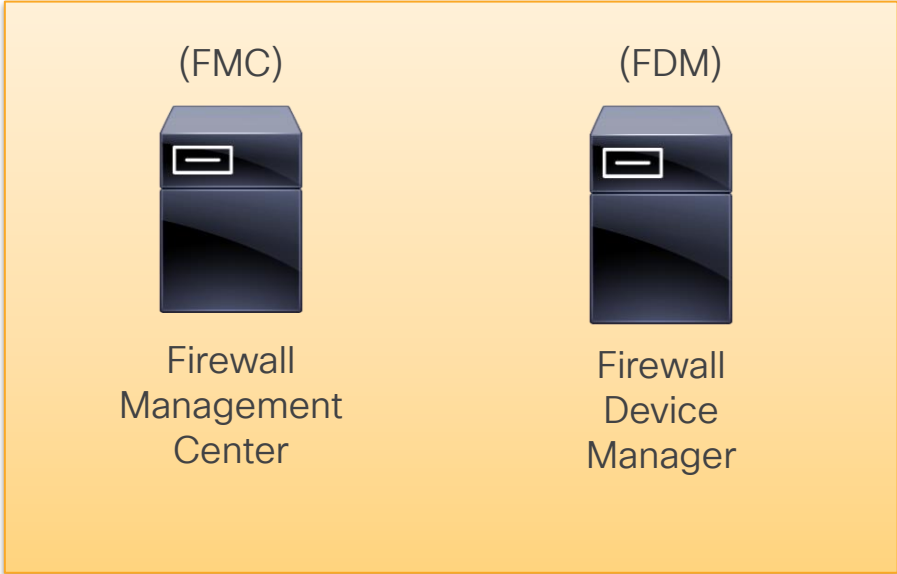 (FMC)
Firewall
Management
Center
(FDM)
Firewall
Device
Manager